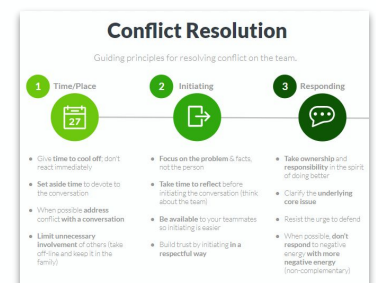 Conflict Resolution
Guiding principles for resolving conflict on the team.
1 Time/Place
27
• Give time to cool off; don't
react immediately
• Set aside time to devote to
the conversation
• When possible address
conflict with a conversation
• Limit unnecessary
involvement of others (take
off-line and keep it in the
family)
2 Initiating
• Focus on the problem & facts,
not the person
• Take time to reflect before
initiating the conversation (think
about the team)
• Be available to your teammates
so initiating is easier
• Build trust by initiating in a
respectful way
3 Responding
• Take ownership and
responsibility in the spirit
of doing better
• Clarify the underlying
core issue
• Resist the urge to defend
• When possible, don't
respond to negative
energy with more
negative energy
(non-complementary)